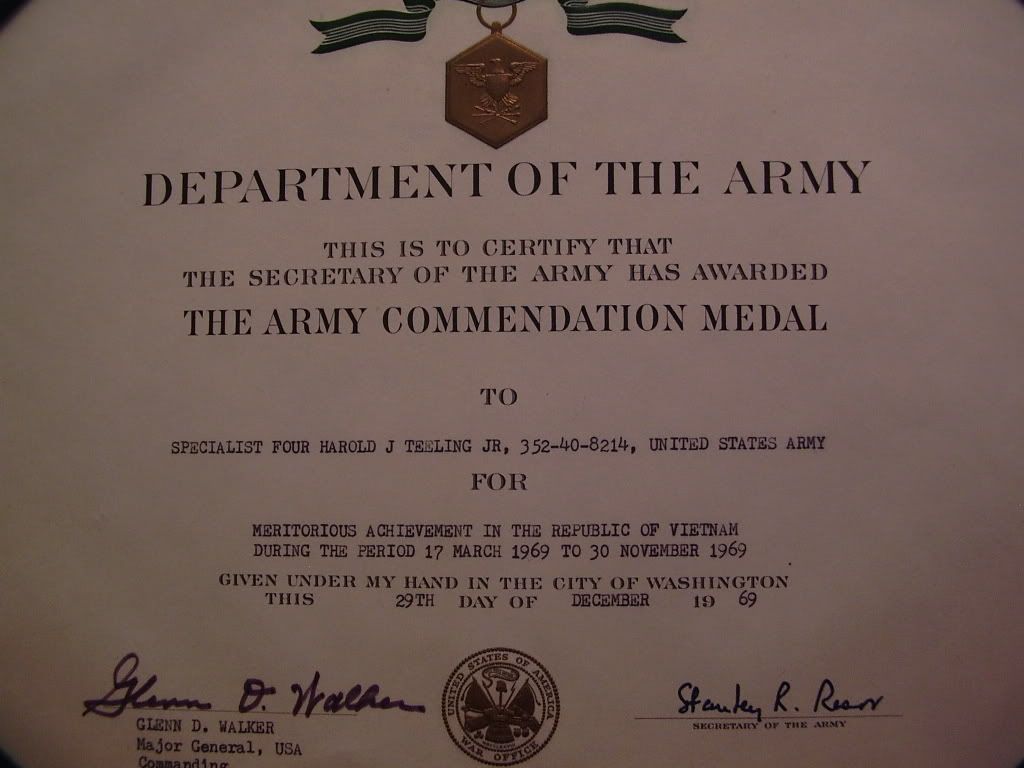 DEPARTMENT OF THE ARMY
THIS IS TO CERTIFY THAT
THE SECRETARY OF THE ARMY HAS AWARDED
THE ARMY COMMENDATION MEDAL
TO
SPECIALIST FOUR HAROLD J TEELING JR, 352-40-8214, UNITED STATES ARMY
FOR
MERITORIOUS ACHIEVEMENT IN THE REPUBLIC OF VIETNAM
DURING THE PERIOD 17 MARCH 1969 TO 30 NOVEMBER 1969
GIVEN UNDER MY HAND IN THE CITY OF WASHINGTON
THIS 29TH DAY OF DECEMBER 19 69
Glenn D. Walker
GLENN D. WALKER
Major General, USA
Commanding
UNITED STATES OF AMERICA
WAR OFFICE
Stanley R. Resor
SECRETARY OF THE ARMY